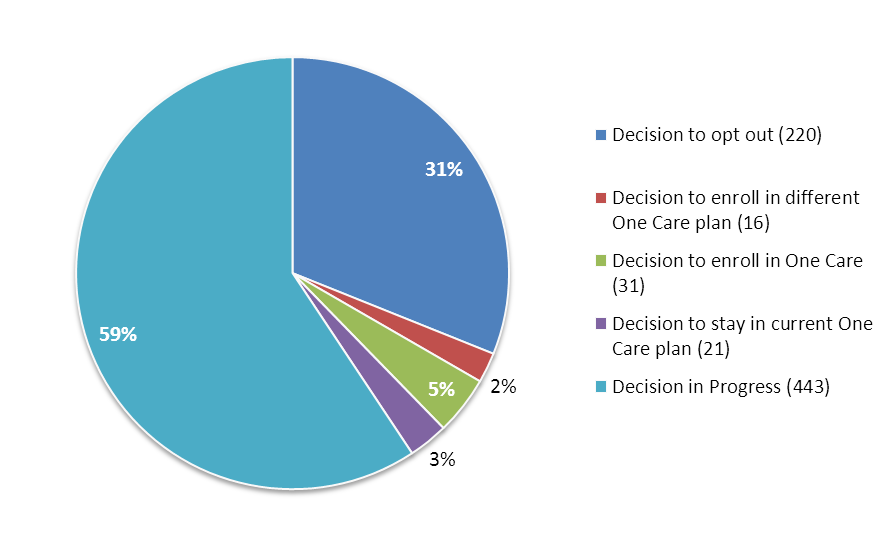 31%
59%
5%
2%
3%
Decision to opt out (220)
Decision to enroll in different
One Care plan (16)
Decision to enroll in One Care
(31)
Decision to stay in current One
Care plan (21)
Decision in Progress (443)